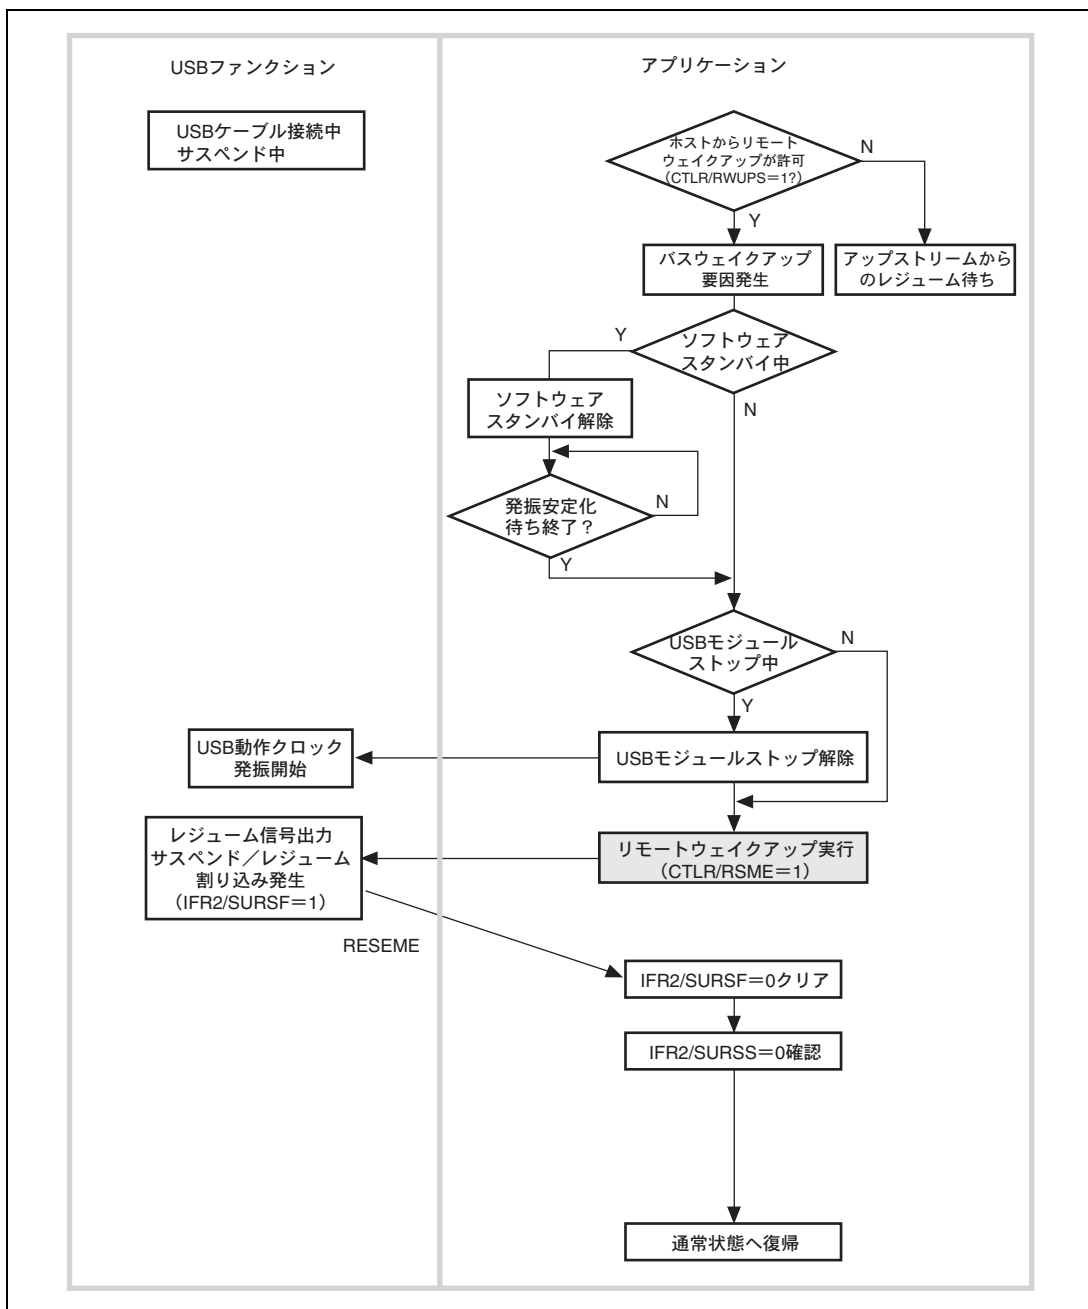 USBファンクション
アプリケーション
USBケーブル接続中
サスペンド中
ホストからリモート
ウェイクアップが許可
（CTLR/RWUPS＝1?）
N
Y
バスウェイクアップ
要因発生
アップストリームから
のレジューム待ち
ソフトウェア
スタンバイ中
Y
N
ソフトウェア
スタンバイ解除
発振安定化
待ち終了？
N
Y
USBモジュール
ストップ中
N
Y
USB動作クロック
発振開始
USBモジュールストップ解除
レジューム信号出力
サスペンド／レジューム
割り込み発生
（IFR2/SURSF＝1）
リモートウェイクアップ実行
（CTLR/RSME＝1）
RESEME
IFR2/SURSF＝0クリア
IFR2/SURSS＝0確認
通常状態へ復帰